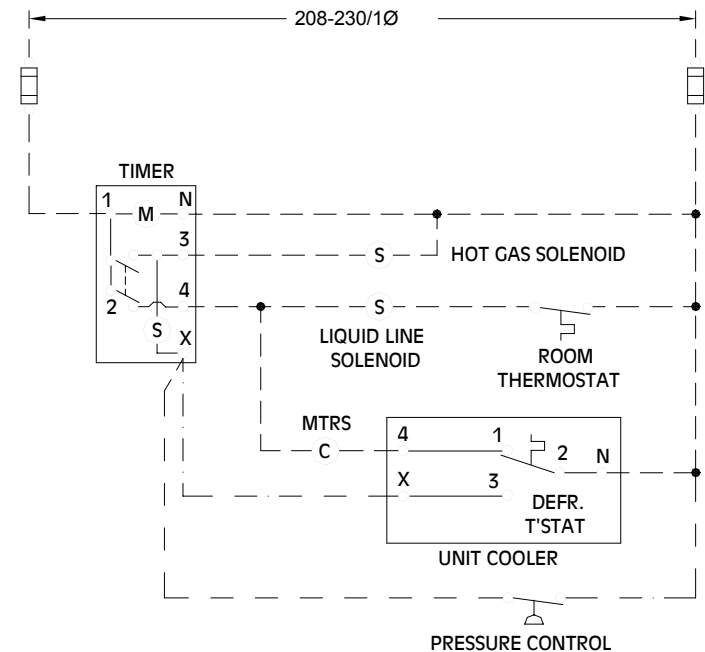 208-230/1Ø
TIMER
1
M
N
3
S
HOT GAS SOLENOID
4
2
S
S
X
LIQUID LINE
SOLENOID
ROOM
THERMOSTAT
MTRS
C
4
1
2
N
X
3
DEFR.
T'STAT
UNIT COOLER
PRESSURE CONTROL